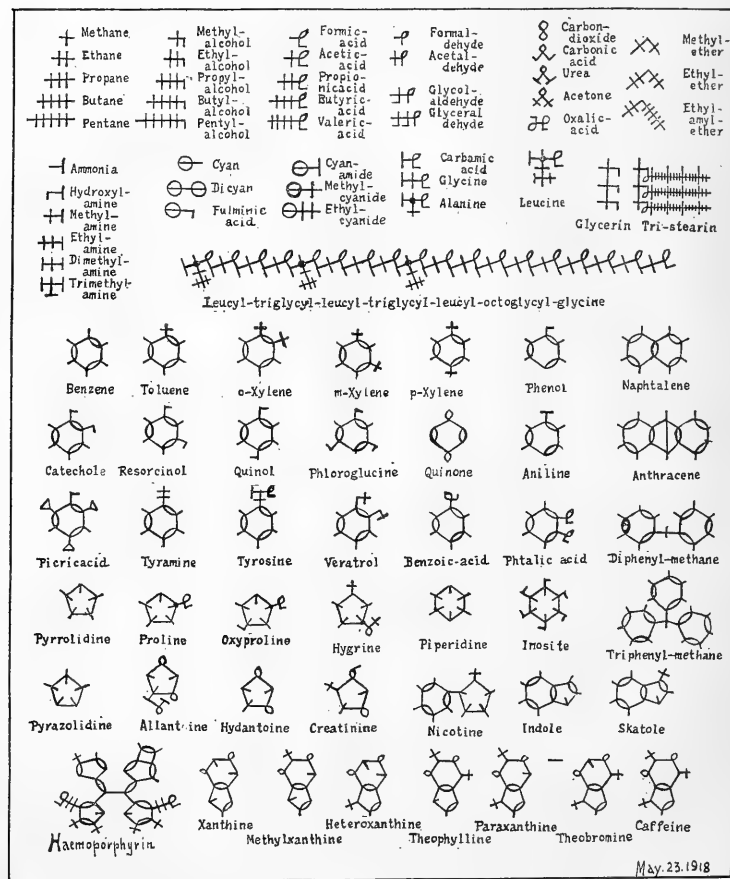 Methane
Ethane
Propane
Butane
Pentane
Methyl-
alcohol
Ethyl-
alcohol
Propyl-
alcohol
Butyl-
alcohol
Pentyl-
alcohol
Formic-
acid
Acetic-
acid
Propio-
nicacid
Butyric-
acid
Valeric-
acid
Formal-
dehyde
Acetal-
dehyde
Glycol-
aldehyde
Glyceral
dehyde
Carbon-
dioxide
Carbonic
acid
Urea
Acetone
Oxalic-
acid
Methyl-
ether
Ethyl-
ether
Ethyl-
amyl-
ether
Ammonia
Hydroxyl-
amine
Methyl-
amine
Ethyl-
amine
Dimethyl-
amine
Trimethyl-
amine
Cyan
Dicyan
Fulminic
acid
Cyan-
amide
Methyl-
cyanide
Ethyl-
cyanide
Carbamic
acid
Glycine
Alanine
Leucine
Glycerin Tri-stearin
Leucyl-triglycyl-leucyl-triglycyl-leucyl-octoglycyl-glycine
Benzene Toluene o-Xylene m-Xylene p-Xylene Phenol Naphtalene
Catechole Resorcinol Quinol Phloroglucine Quinone Aniline Anthracene
Picricacid Tyramine Tyrosine Veratrol Benzoic-acid Phtalic acid Diphenyl-methane
Pyrrolidine Proline Oxyproline Hygrine Piperidine Inosite Triphenyl-methane
Pyrazolidine Allantoine Hydantoine Creatinine Nicotine Indole Skatole
Haemoporphyrin Xanthine Methylxanthine Heteroxanthine Theophylline Paraxanthine Theobromine Caffeine
May.23.1918